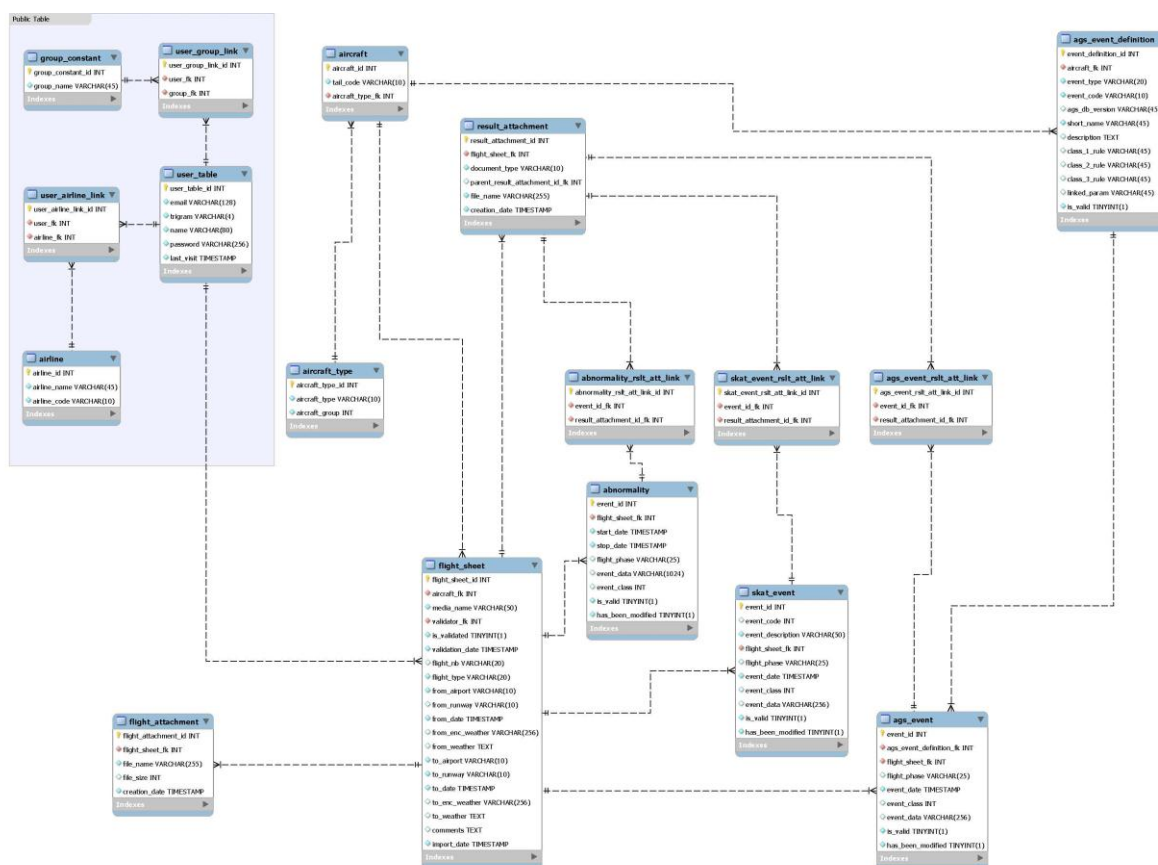 Public Table
group_constant
group_constant_id INT
group_name VARCHAR(45)
Indexes
user_group_link
user_group_link_id INT
user_fk INT
group_fk INT
Indexes
user_airline_link
user_airline_link_id INT
user_fk INT
airline_fk INT
Indexes
user_table
user_table_id INT
email VARCHAR(128)
trigram VARCHAR(4)
name VARCHAR(80)
password VARCHAR(256)
last_visit TIMESTAMP
Indexes
airline
airline_id INT
airline_name VARCHAR(45)
airline_code VARCHAR(10)
Indexes
aircraft
aircraft_id INT
tail_code VARCHAR(18)
aircraft_type_fk INT
Indexes
result_attachment
result_attachment_id INT
flight_sheet_fk INT
document_type VARCHAR(10)
parent_result_attachment_id_fk INT
file_name VARCHAR(255)
creation_date TIMESTAMP
Indexes
ags_event_definition
event_definition_id INT
aircraft_fk INT
event_type VARCHAR(20)
event_code VARCHAR(10)
ags_db_version VARCHAR(45)
short_name VARCHAR(45)
description TEXT
class_1_rule VARCHAR(45)
class_2_rule VARCHAR(45)
class_3_rule VARCHAR(45)
linked_param VARCHAR(45)
is_valid TINYINT(1)
Indexes
aircraft_type
aircraft_type_id INT
aircraft_type VARCHAR(10)
aircraft_group INT
Indexes
abnormality_rslt_att_link
abnormality_rslt_att_link_id INT
event_id_fk INT
result_attachment_id_fk INT
Indexes
skat_event_rslt_att_link
skat_event_rslt_att_link_id INT
event_id_fk INT
result_attachment_id_fk INT
Indexes
ags_event_rslt_att_link
ags_event_rslt_att_link_id INT
event_id_fk INT
result_attachment_id_fk INT
Indexes
abnormality
event_id INT
flight_sheet_fk INT
start_date TIMESTAMP
stop_date TIMESTAMP
flight_phase VARCHAR(25)
event_data VARCHAR(1024)
event_class INT
is_valid TINYINT(1)
has_been_modified TINYINT(1)
Indexes
flight_sheet
flight_sheet_id INT
aircraft_fk INT
media_name VARCHAR(50)
validator_fk INT
is_validated TINYINT(1)
validation_date TIMESTAMP
flight_nb VARCHAR(20)
flight_type VARCHAR(20)
from_airport VARCHAR(10)
from_runway VARCHAR(10)
from_date TIMESTAMP
from_enc_weather VARCHAR(256)
from_weather TEXT
to_airport VARCHAR(10)
to_runway VARCHAR(10)
to_date TIMESTAMP
to_enc_weather VARCHAR(256)
to_weather TEXT
comments TEXT
import_date TIMESTAMP
Indexes
skat_event
event_id INT
event_code INT
event_description VARCHAR(50)
flight_sheet_fk INT
flight_phase VARCHAR(25)
event_date TIMESTAMP
event_class INT
event_data VARCHAR(256)
is_valid TINYINT(1)
has_been_modified TINYINT(1)
Indexes
flight_attachment
flight_attachment_id INT
flight_sheet_fk INT
file_name VARCHAR(255)
file_size INT
creation_date TIMESTAMP
Indexes
ags_event
event_id INT
ags_event_definition_fk INT
flight_sheet_fk INT
flight_phase VARCHAR(25)
event_date TIMESTAMP
event_class INT
event_data VARCHAR(256)
is_valid TINYINT(1)
has_been_modified TINYINT(1)
Indexes